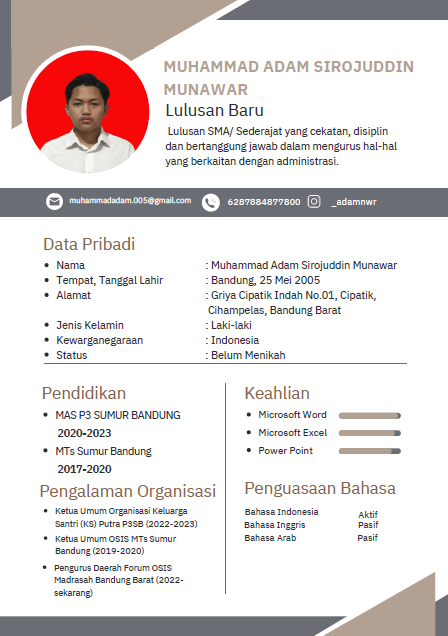 MUHAMMAD ADAM SIROJUDDIN
MUNAWAR
Lulusan Baru
Lulusan SMA/ Sederajat yang cekatan, disiplin
dan bertanggung jawab dalam mengurus hal-hal
yang berkaitan dengan administrasi.
muhammadadam.005@gmail.com 6287884877800 _adamnwr
Data Pribadi
• Nama : Muhammad Adam Sirojuddin Munawar
• Tempat, Tanggal Lahir : Bandung, 25 Mei 2005
• Alamat : Griya Cipatik Indah No.01, Cipatik,
Cihampelas, Bandung Barat
• Jenis Kelamin : Laki-laki
• Kewarganegaraan : Indonesia
• Status : Belum Menikah
Pendidikan
• MAS P3 SUMUR BANDUNG
2020-2023
• MTs Sumur Bandung
2017-2020
Pengalaman Organisasi
• Ketua Umum Organisasi Keluarga
Santri (KS) Putra P3SB (2022-2023)
• Ketua Umum OSIS MTs Sumur
Bandung (2019-2020)
• Pengurus Daerah Forum OSIS
Madrasah Bandung Barat (2022-
sekarang)
Keahlian
• Microsoft Word
• Microsoft Excel
• Power Point
Penguasaan Bahasa
Bahasa Indonesia Aktif
Bahasa Inggris Pasif
Bahasa Arab Pasif